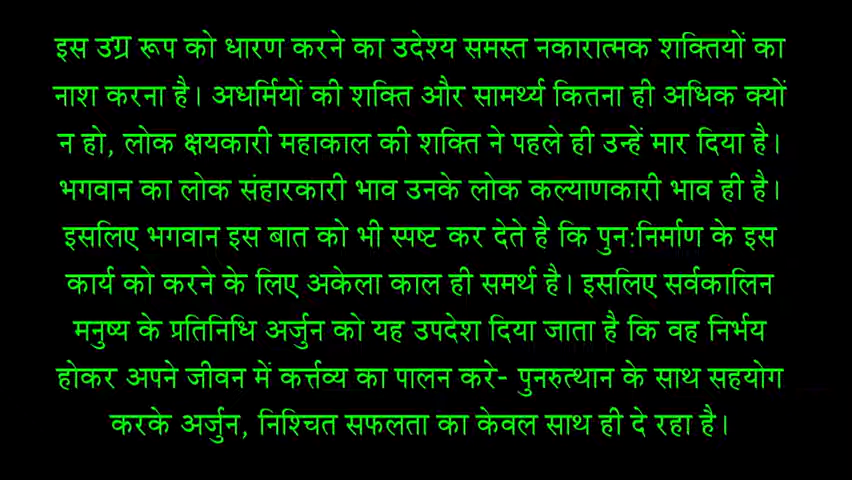 इस उग्र रूप को धारण करने का उदेश्य समस्त नकारात्मक शक्तियों का
नाश करना है। अधर्मियों की शक्ति और सामर्थ्य कितना ही अधिक क्यों
न हो, लोक क्षयकारी महाकाल की शक्ति ने पहले ही उन्हें मार दिया है।
भगवान का लोक संहारकारी भाव उनके लोक कल्याणकारी भाव ही है।
इसलिए भगवान इस बात को भी स्पष्ट कर देते है कि पुन:निर्माण के इस
कार्य को करने के लिए अकेला काल ही समर्थ है। इसलिए सर्वकालिन
मनुष्य के प्रतिनिधि अर्जुन को यह उपदेश दिया जाता है कि वह निर्भय
होकर अपने जीवन में कर्त्तव्य का पालन करे- पुनरुत्थान के साथ सहयोग
करके अर्जुन, निश्चित सफलता का केवल साथ ही दे रहा है।